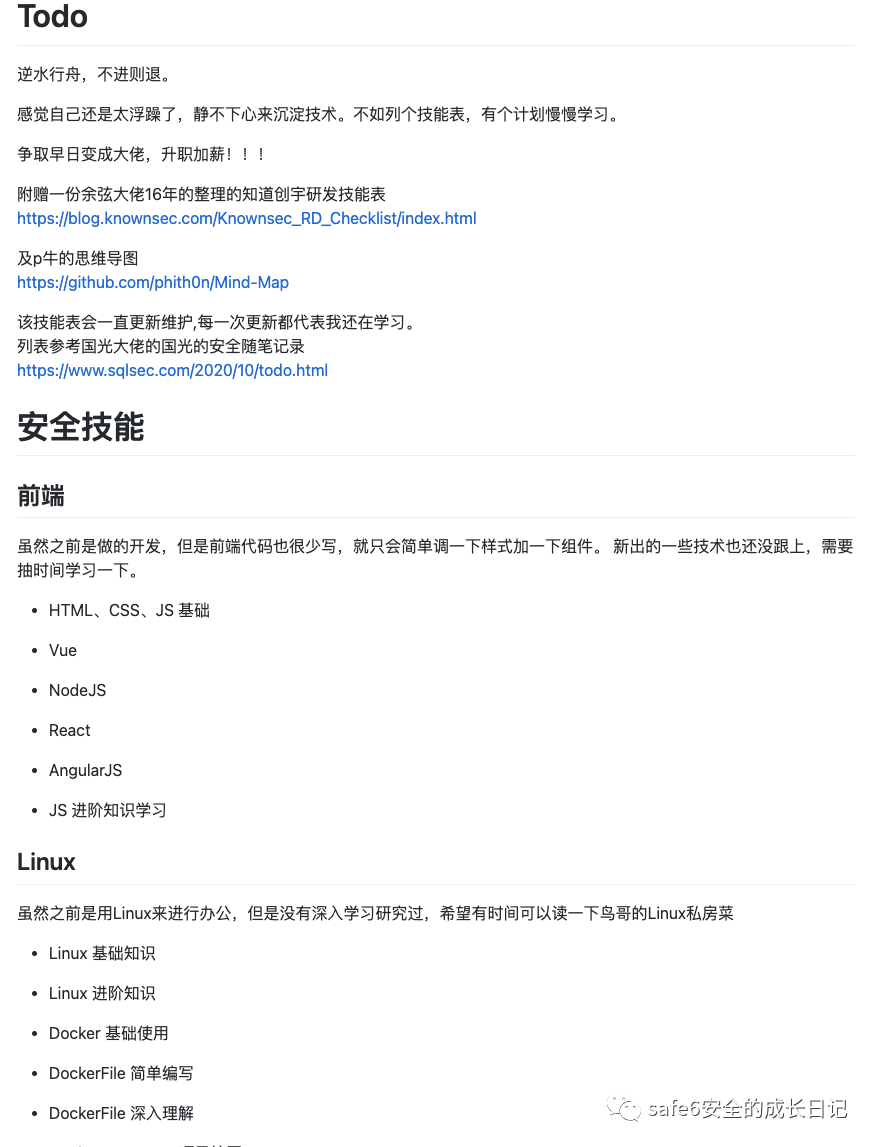 Todo
逆水行舟，不进则退。
感觉自己还是太浮躁了，静不下心来沉淀技术。不如列个技能表，有个计划慢慢学习。
争取早日变成大佬，升职加薪！！！
附赠一份余弦大佬16年的整理的知道创宇研发技能表
https://blog.knownsec.com/Knownsec_RD_Checklist/index.html
及p牛的思维导图
https://github.com/phith0n/Mind-Map
该技能表会一直更新维护,每一次更新都代表我还在学习。
列表参考国光大佬的国光的安全随笔记录
https://www.sqlsec.com/2020/10/todo.html
安全技能
前端
虽然之前是做的开发，但是前端代码也很少写，就只会简单调一下样式加一下组件。 新出的一些技术也还没跟上，需要
抽时间学习一下。
• HTML、CSS、JS 基础
• Vue
• NodeJS
• React
• AngularJS
• JS 进阶知识学习
Linux
虽然之前是用Linux来进行办公，但是没有深入学习研究过，希望有时间可以读一下鸟哥的Linux私房菜
• Linux 基础知识
• Linux 进阶知识
• Docker 基础使用
• DockerFile 简单编写
• DockerFile 深入理解
safe6安全的成长日记